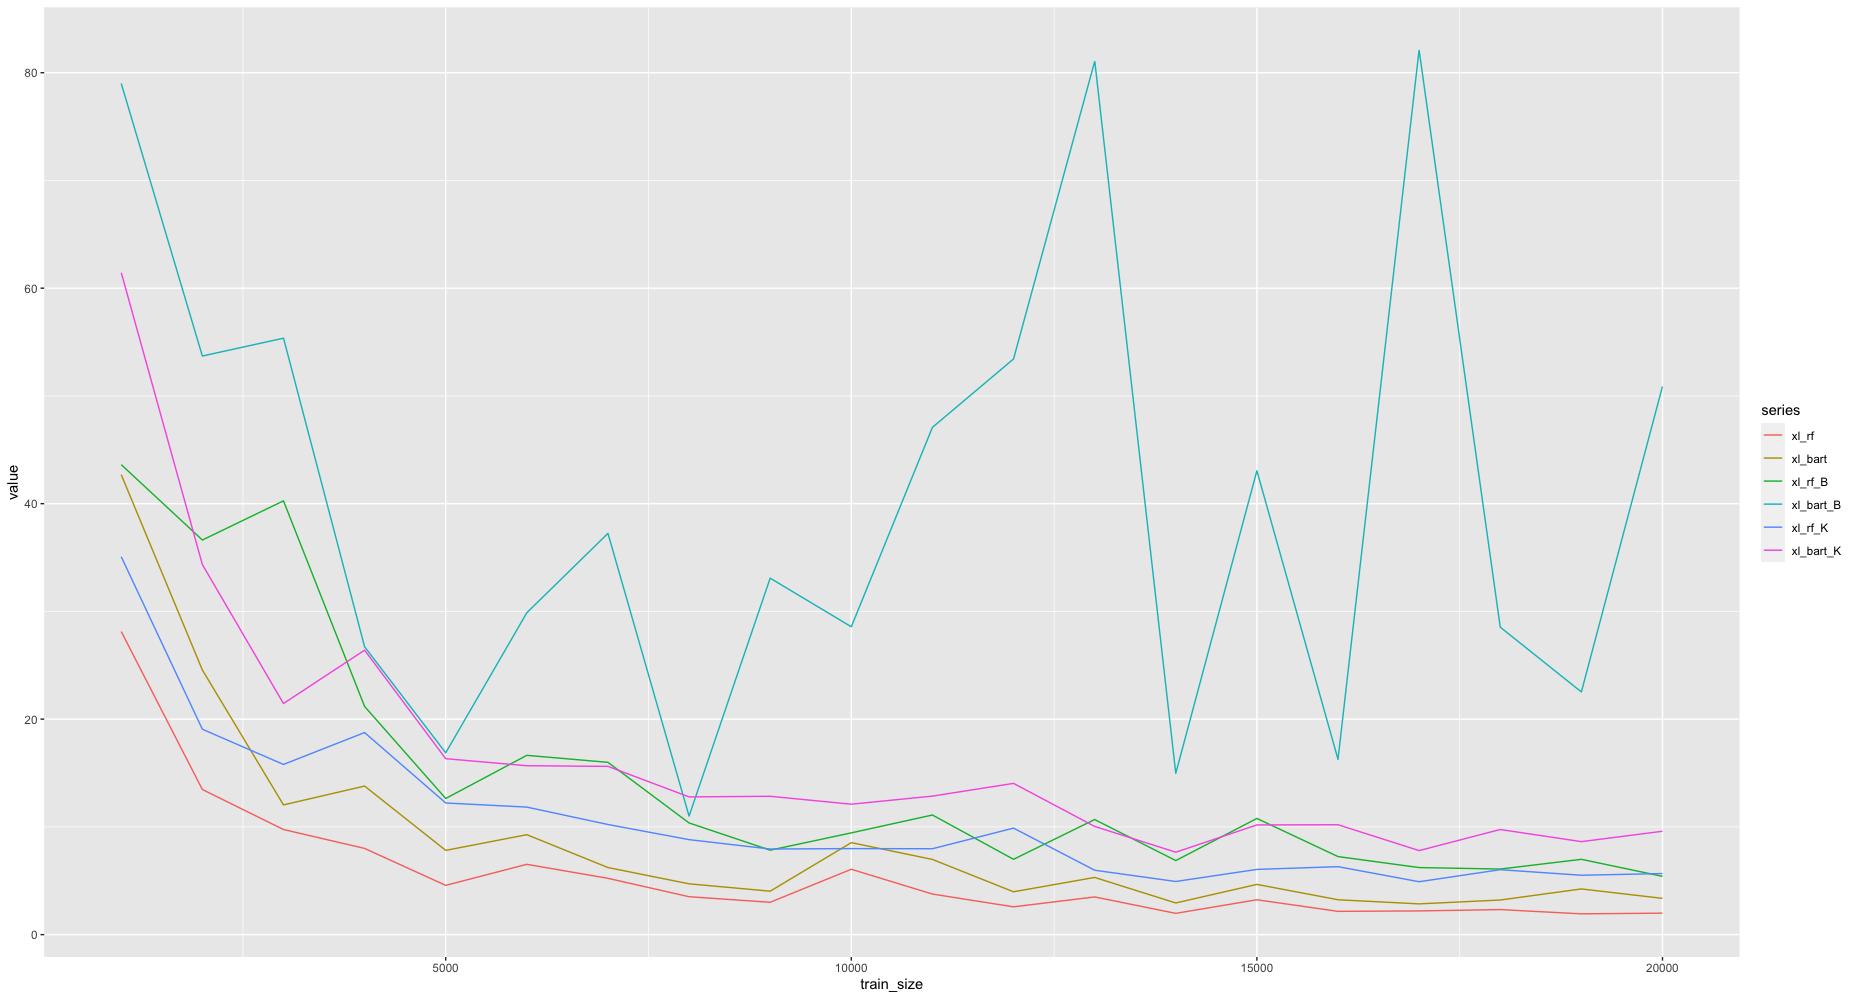 value
80
60
40
20
0
5000
10000
15000
20000
train_size
series
xl_rf
xl_bart
xl_rf_B
xl_bart_B
xl_rf_K
xl_bart_K